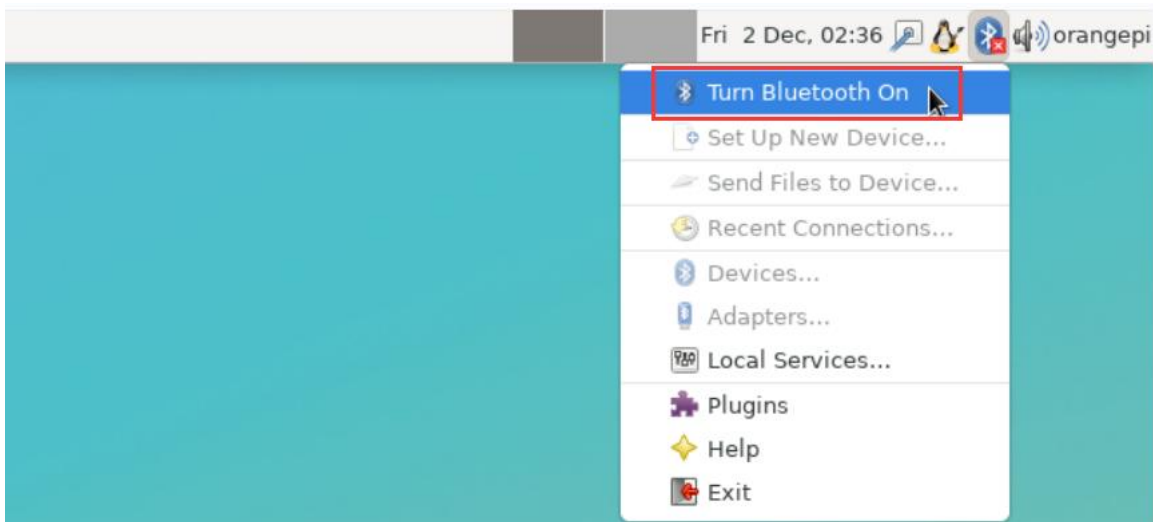 Fri 2 Dec, 02:36 orangepi
Turn Bluetooth On
Set Up New Device...
Send Files to Device...
Recent Connections...
Devices...
Adapters...
Local Services...
Plugins
Help
Exit